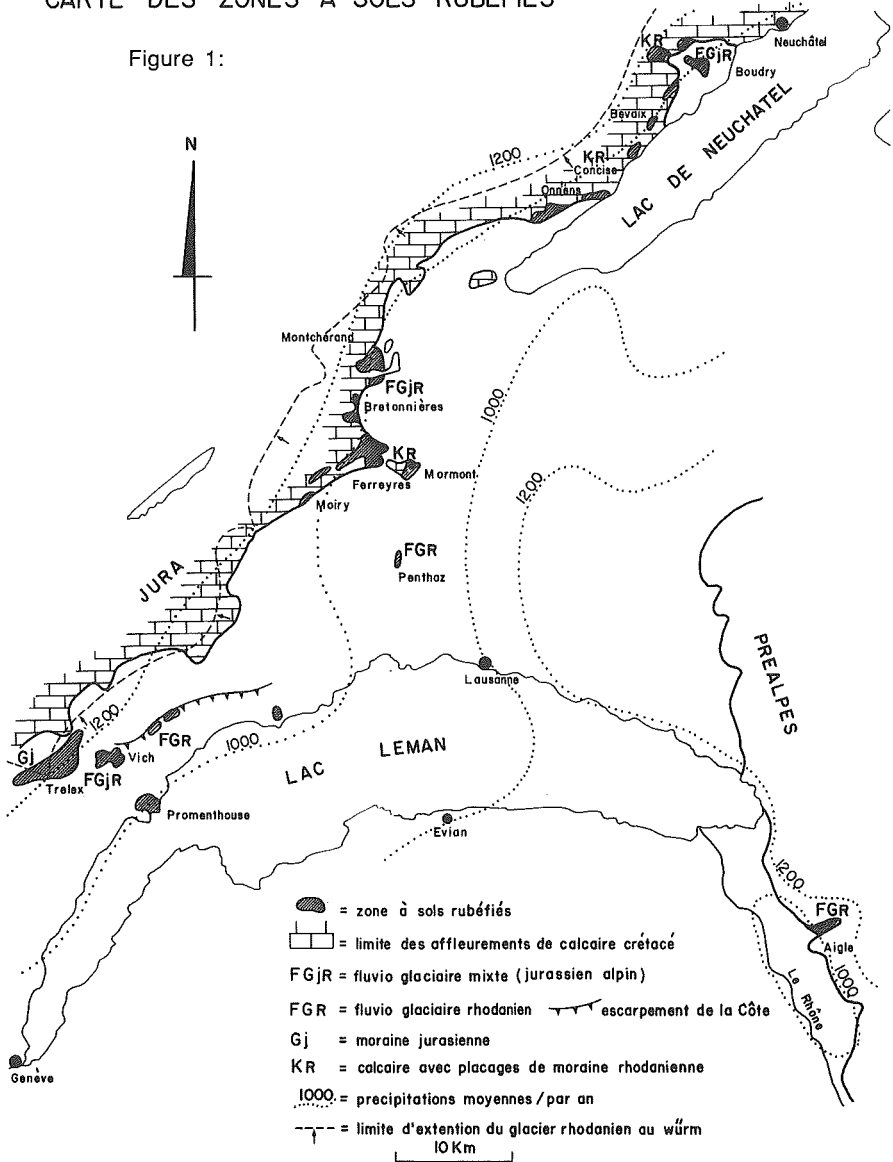 CARTE DES ZONES A SOLS RUBEFIES
Figure 1:
N
KR
Neuchâtel
FGjR
Boudry
Bevaix
LAC DE NEUCHATEL
1200
KR
Concise
Onnens
Montchérand
FGjR
Bretonnières
1000
KR
Mormont
Ferreyres
Moiry
1200
FGR
Penthaz
JURA
PREALPES
Lausanne
1200
FGR
1000
Gj
Vich
FGjR
Trelex
LAC LEMAN
Promenthouse
Evian
1200
FGR
Aigle
1000
Le Rhône
Genève
= zone à sols rubéfiés
= limite des affleurements de calcaire crétacé
FGjR = fluvio glaciaire mixte (jurassien alpin)
FGR = fluvio glaciaire rhodanien
escarpement de la Côte
Gj = moraine jurasienne
KR = calcaire avec placages de moraine rhodanienne
1000 = precipitations moyennes/par an
= limite d'extention du glacier rhodanien au würm
10 Km